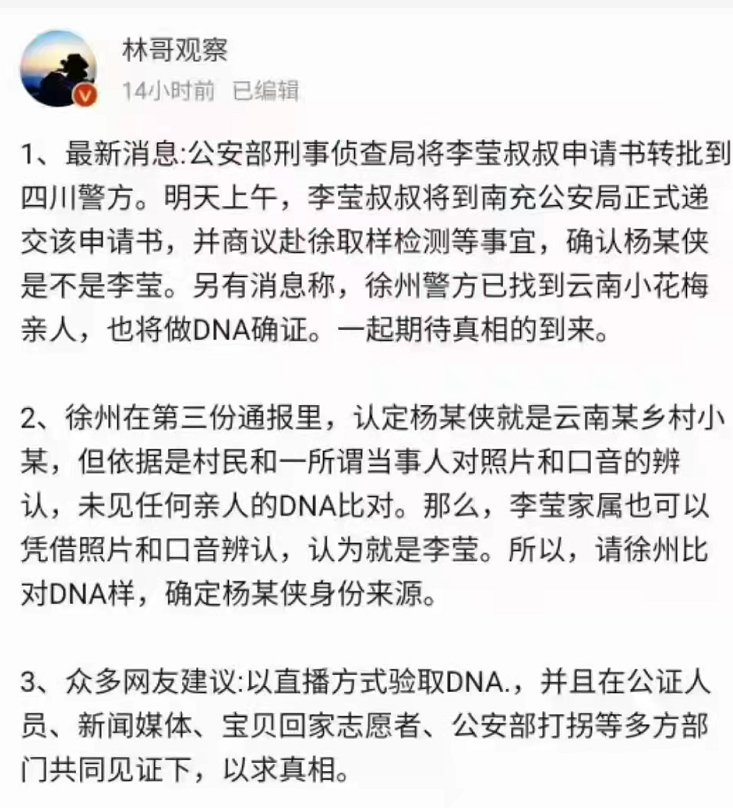 林哥观察
14小时前 已编辑
1、最新消息:公安部刑事侦查局将李莹叔叔申请书转批到
四川警方。明天上午，李莹叔叔将到南充公安局正式递
交该申请书，并商议赴徐取样检测等事宜，确认杨某侠
是不是李莹。另有消息称，徐州警方已找到云南小花梅
亲人，也将做DNA确证。一起期待真相的到来。
2、徐州在第三份通报里，认定杨某侠就是云南某乡村小
某，但依据是村民和一所谓当事人对照片和口音的辨
认，未见任何亲人的DNA比对。那么，李莹家属也可以
凭借照片和口音辨认，认为就是李莹。所以，请徐州比
对DNA样，确定杨某侠身份来源。
3、众多网友建议:以直播方式验取DNA.，并且在公证人
员、新闻媒体、宝贝回家志愿者、公安部打拐等多方部
门共同见证下，以求真相。